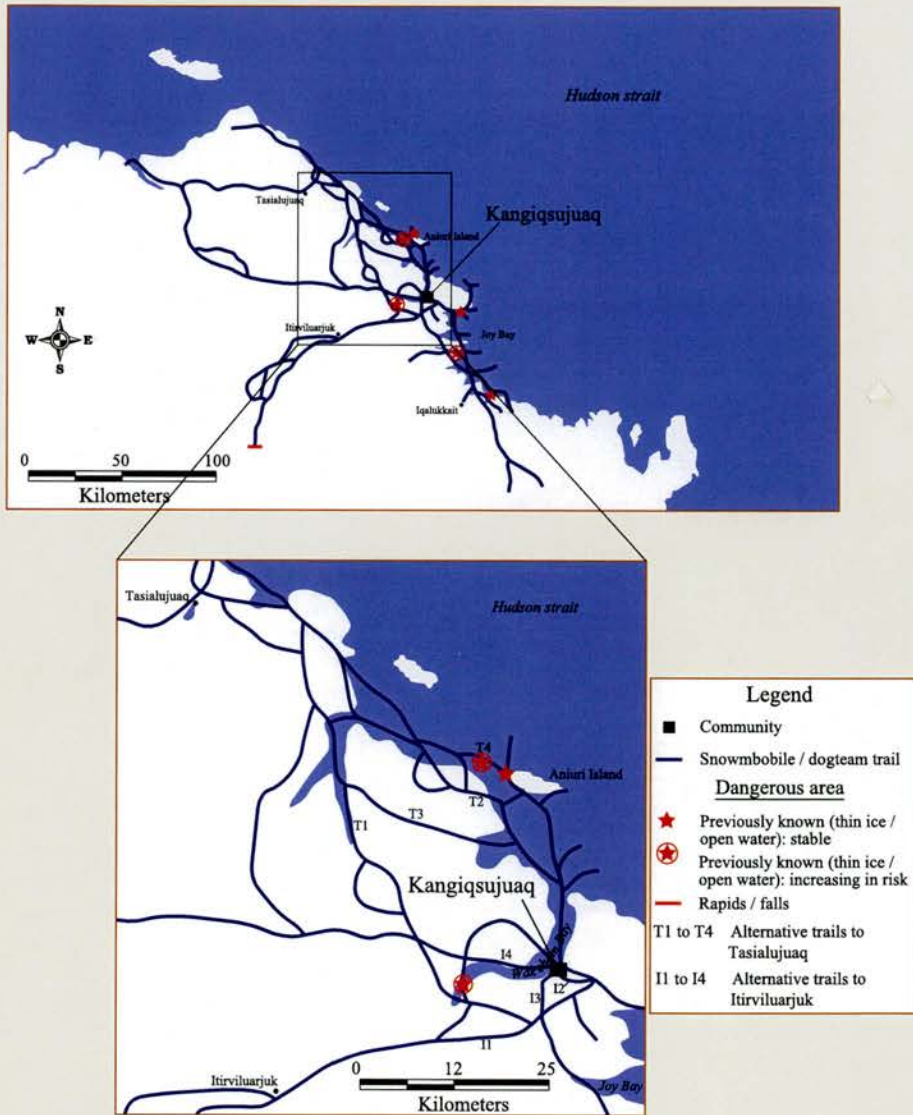 Hudson strait
Kangiqsujuaq
Tasialujuaq
Aniuri Island
N
W E
S
Itirviluarjuk
Joy Bay
Iqalukkait
0 50 100
Kilometers
Tasialujuaq
Hudson strait
T4
Aniuri Island
T2
T3
T1
Kangiqsujuaq
I4
Bay
I2
I3
I1
Itirviluarjuk
0 12 25
Kilometers
Joy Bay
Legend
Community
Snowmbobile / dogteam trail
Dangerous area
Previously known (thin ice /
open water): stable
Previously known (thin ice /
open water): increasing in risk
Rapids / falls
T1 to T4 Alternative trails to
Tasialujuaq
I1 to I4 Alternative trails to
Itirviluarjuk